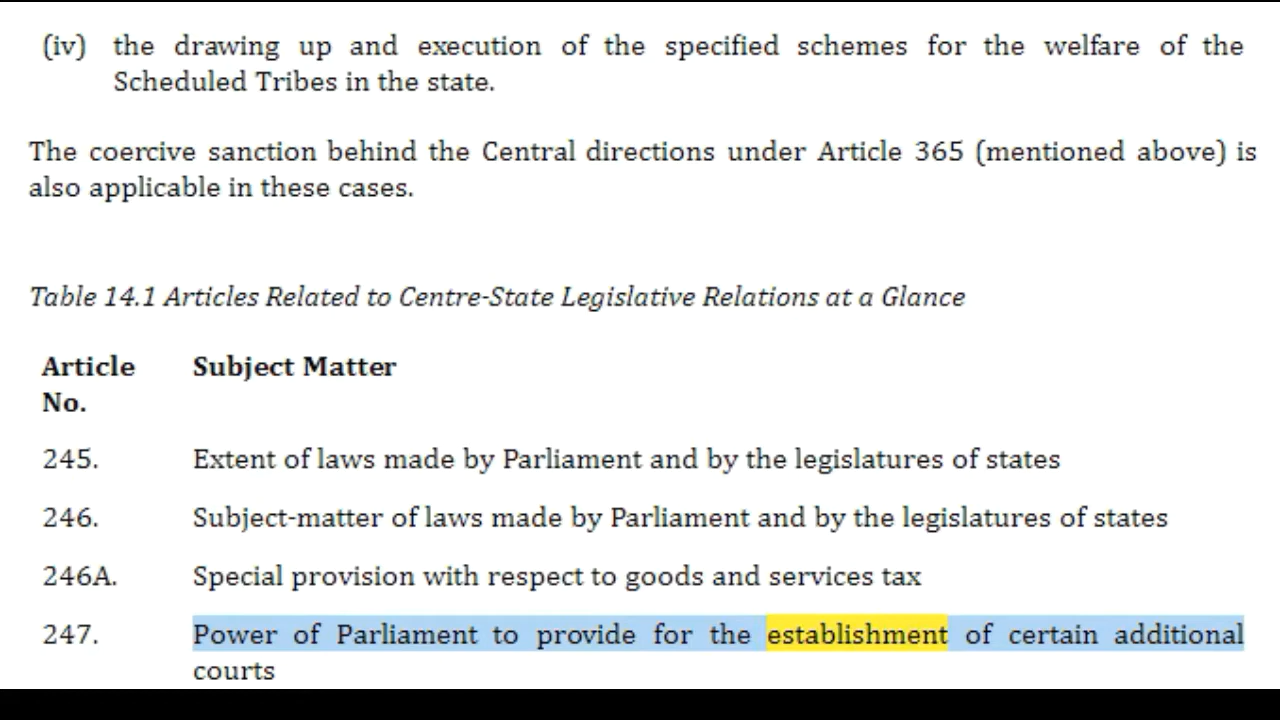 (iv) the drawing up and execution of the specified schemes for the welfare of the
Scheduled Tribes in the state.
The coercive sanction behind the Central directions under Article 365 (mentioned above) is
also applicable in these cases.
Table 14.1 Articles Related to Centre-State Legislative Relations at a Glance
Article Subject Matter
No.
245. Extent of laws made by Parliament and by the legislatures of states
246. Subject-matter of laws made by Parliament and by the legislatures of states
246A. Special provision with respect to goods and services tax
247. Power of Parliament to provide for the establishment of certain additional
courts